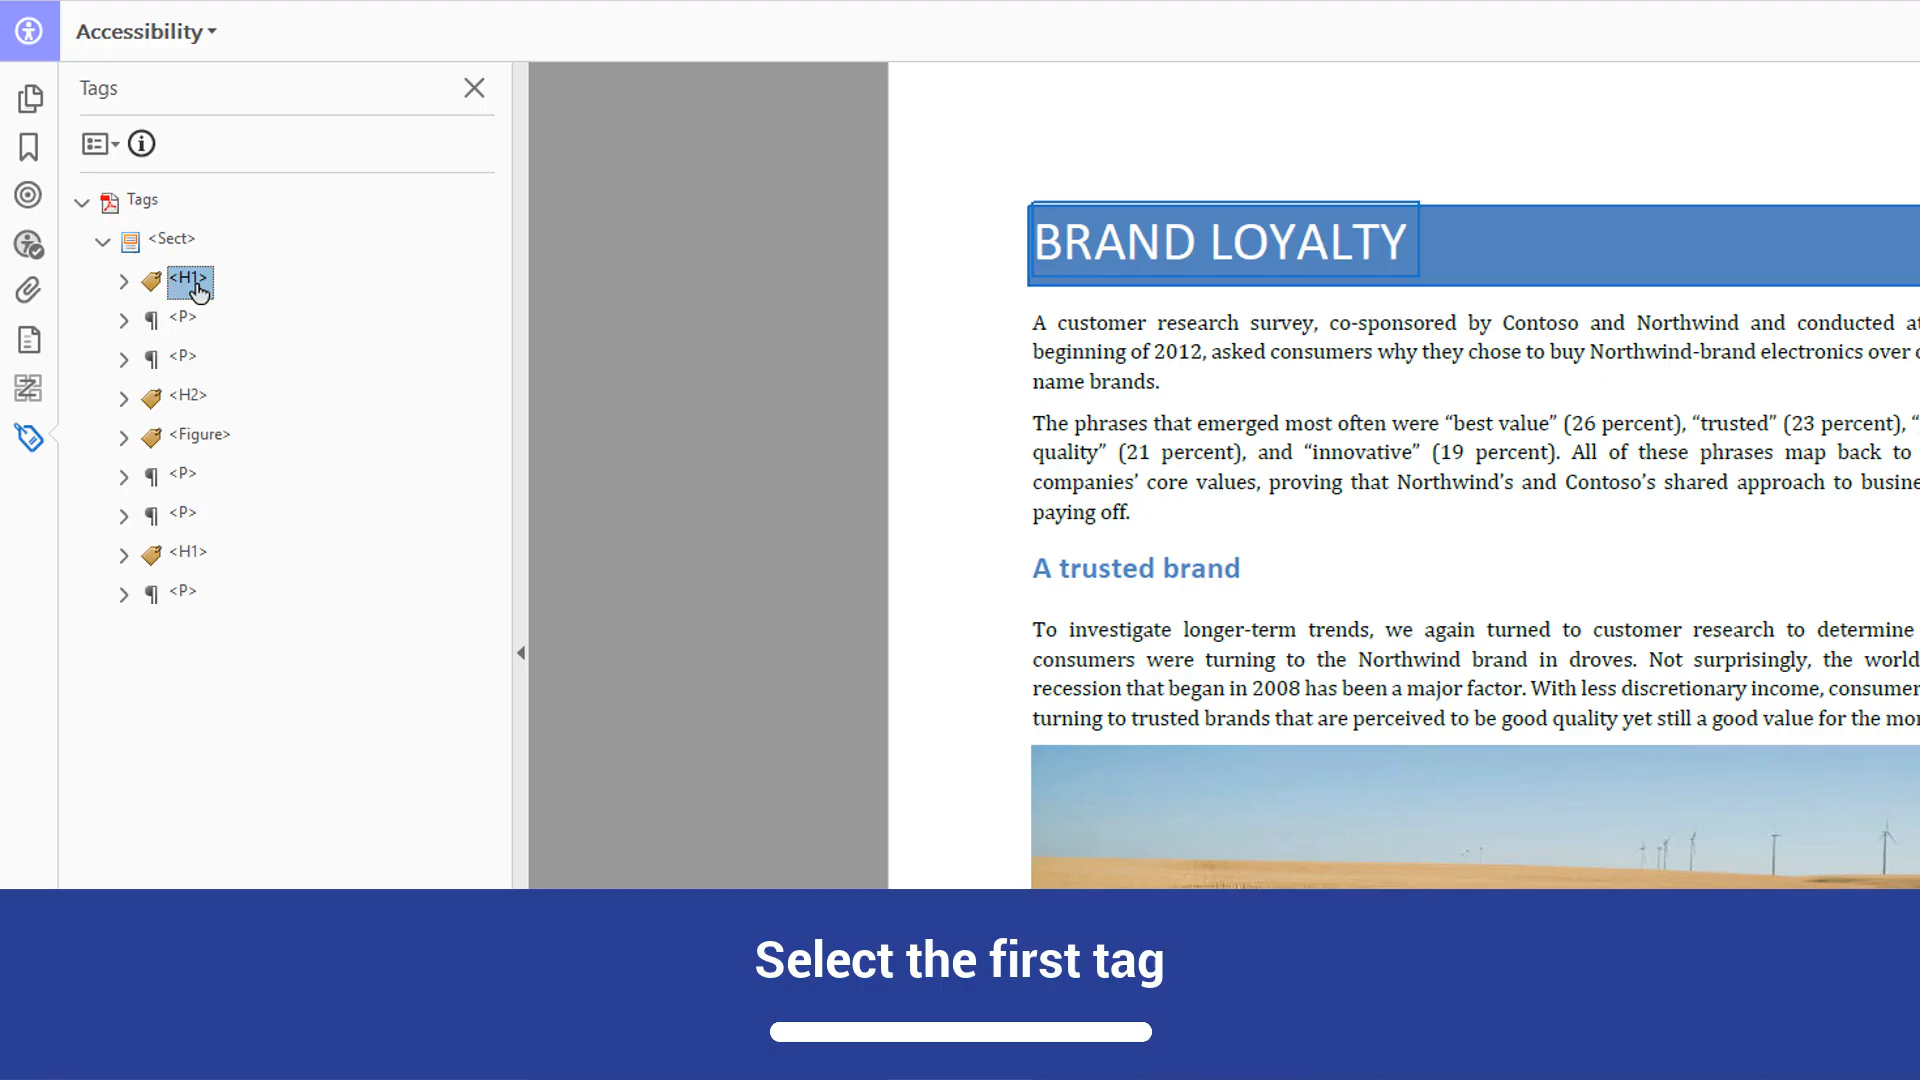 Accessibility
Tags
Tags
<Sect>
<H1>
<P>
<P>
<H2>
<Figure>
<P>
<P>
<H1>
<P>
BRAND LOYALTY
A customer research survey, co-sponsored by Contoso and Northwind and conducted at
beginning of 2012, asked consumers why they chose to buy Northwind-brand electronics over
name brands.
The phrases that emerged most often were “best value” (26 percent), “trusted” (23 percent), “
quality” (21 percent), and “innovative” (19 percent). All of these phrases map back to
companies’ core values, proving that Northwind’s and Contoso’s shared approach to busine
paying off.
A trusted brand
To investigate longer-term trends, we again turned to customer research to determine
consumers were turning to the Northwind brand in droves. Not surprisingly, the world
recession that began in 2008 has been a major factor. With less discretionary income, consumer
turning to trusted brands that are perceived to be good quality yet still a good value for the mo
Select the first tag